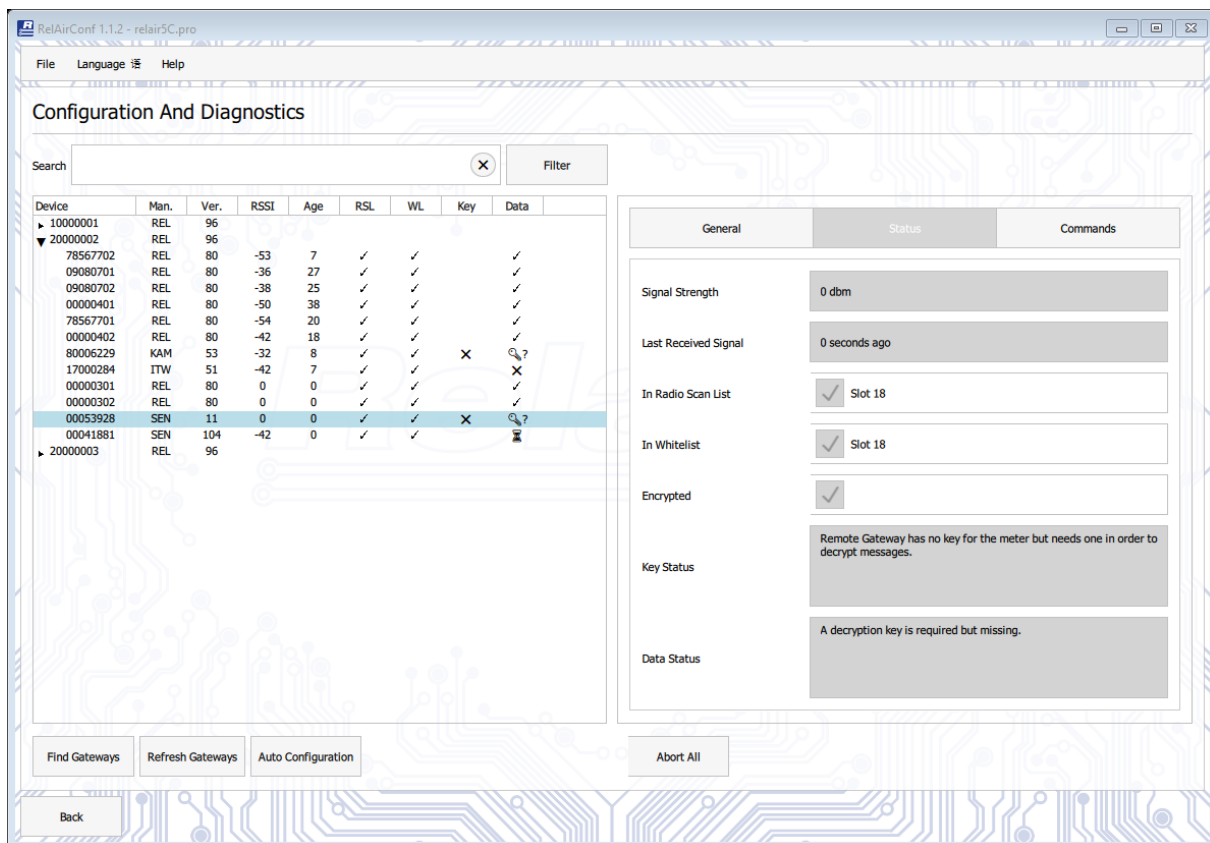 RelAirConf 1.1.2 - relair5C.pro
File Language 语 Help
Configuration And Diagnostics
Search Filter
Device Man. Ver. RSSI Age RSL WL Key Data
10000001 REL 96
20000002 REL 96
78567702 REL 80 -53 7 ✓ ✓ ✓
09080701 REL 80 -36 27 ✓ ✓ ✓
09080702 REL 80 -38 25 ✓ ✓ ✓
00000401 REL 80 -50 38 ✓ ✓ ✓
78567701 REL 80 -54 20 ✓ ✓ ✓
00000402 REL 80 -42 18 ✓ ✓ ✓
80006229 KAM 53 -32 8 ✓ ✓ ✕ ?
17000284 ITW 51 -42 7 ✓ ✓ ✕
00000301 REL 80 0 0 ✓ ✓ ✓
00000302 REL 80 0 0 ✓ ✓ ✓
00053928 SEN 11 0 0 ✓ ✓ ✕ ?
00041881 SEN 104 -42 0 ✓ ✓
20000003 REL 96
General Status Commands
Signal Strength 0 dbm
Last Received Signal 0 seconds ago
In Radio Scan List Slot 18
In Whitelist Slot 18
Encrypted
Key Status
Remote Gateway has no key for the meter but needs one in order to
decrypt messages.
Data Status
A decryption key is required but missing.
Find Gateways Refresh Gateways Auto Configuration Abort All
Back